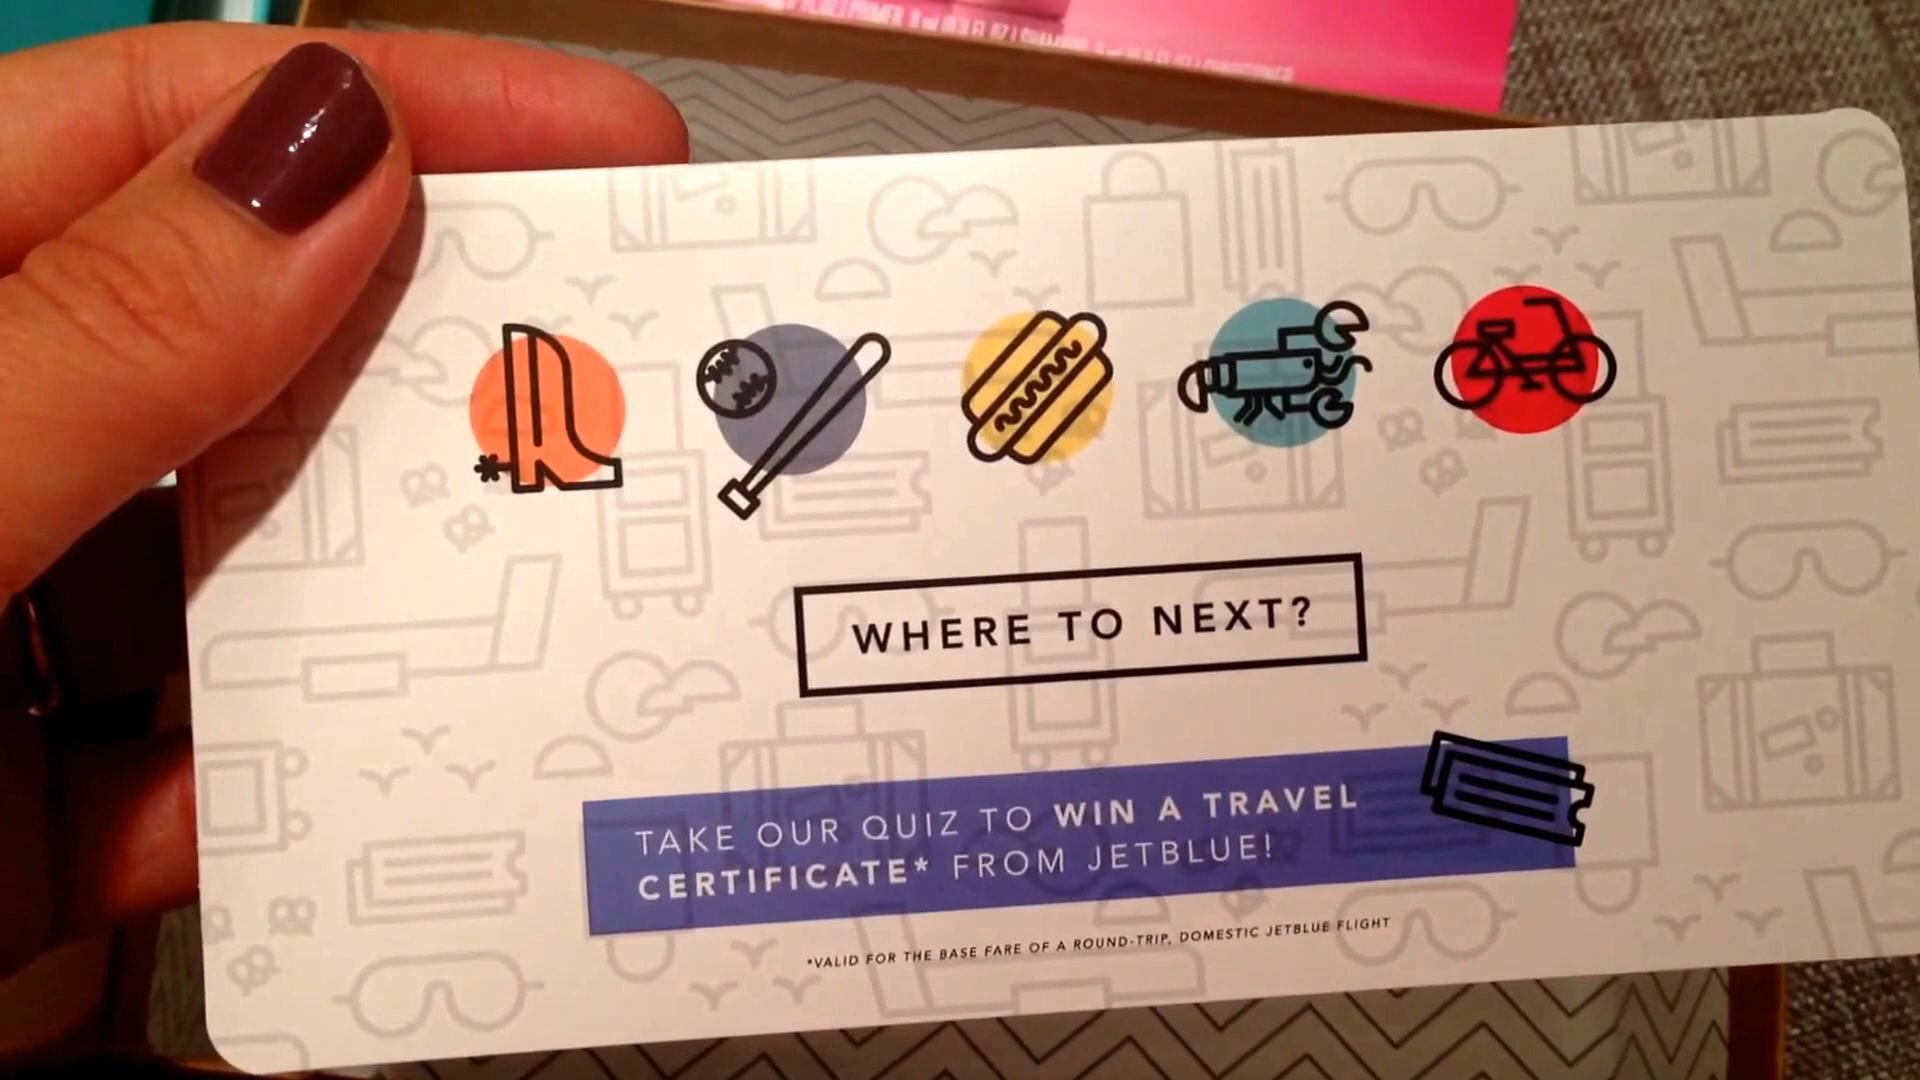 WHERE TO NEXT?
TAKE OUR QUIZ TO WIN A TRAVEL
CERTIFICATE* FROM JETBLUE!
*VALID FOR THE BASE FARE OF A ROUND-TRIP, DOMESTIC JETBLUE FLIGHT